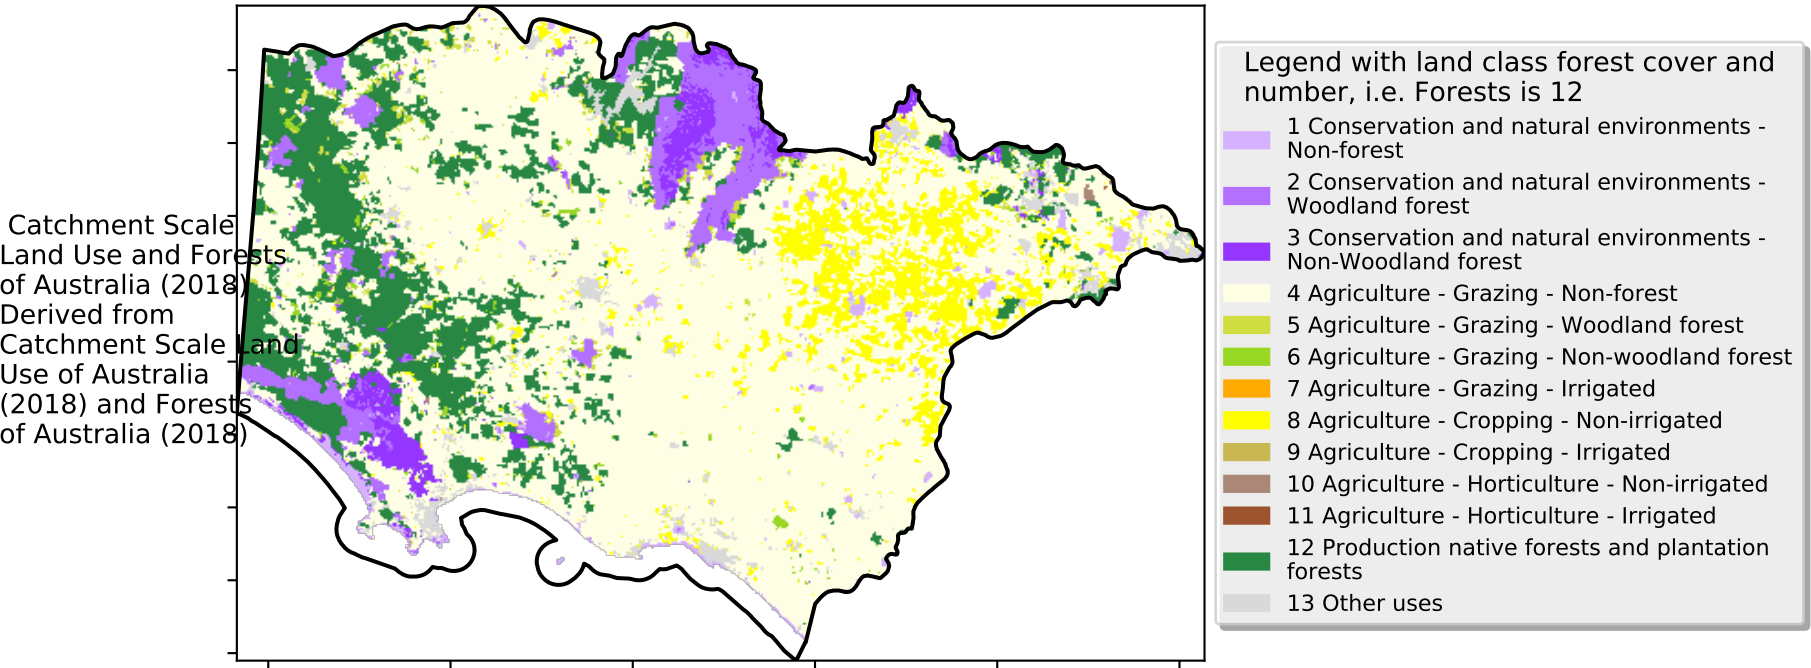 Catchment Scale
Land Use and Forests
of Australia (2018)
Derived from
Catchment Scale Land
Use of Australia
(2018) and Forests
of Australia (2018)
Legend with land class forest cover and
number, i.e. Forests is 12
1 Conservation and natural environments -
Non-forest
2 Conservation and natural environments -
Woodland forest
3 Conservation and natural environments -
Non-Woodland forest
4 Agriculture - Grazing - Non-forest
5 Agriculture - Grazing - Woodland forest
6 Agriculture - Grazing - Non-woodland forest
7 Agriculture - Grazing - Irrigated
8 Agriculture - Cropping - Non-irrigated
9 Agriculture - Cropping - Irrigated
10 Agriculture - Horticulture - Non-irrigated
11 Agriculture - Horticulture - Irrigated
12 Production native forests and plantation
forests
13 Other uses